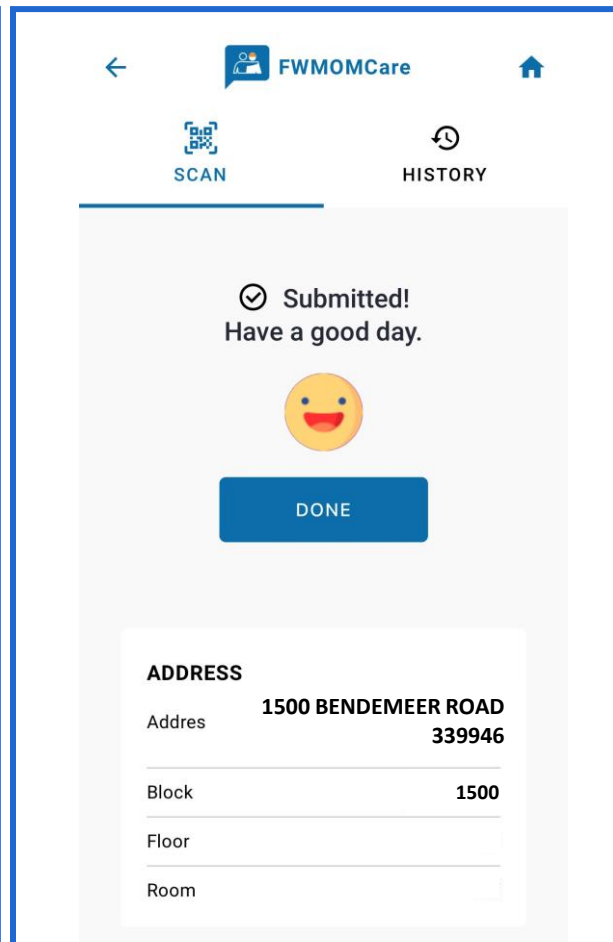 FWMOMCare
SCAN
HISTORY
Submitted!
Have a good day.
DONE
ADDRESS
Addres 1500 BENDEMEER ROAD
339946
Block 1500
Floor
Room